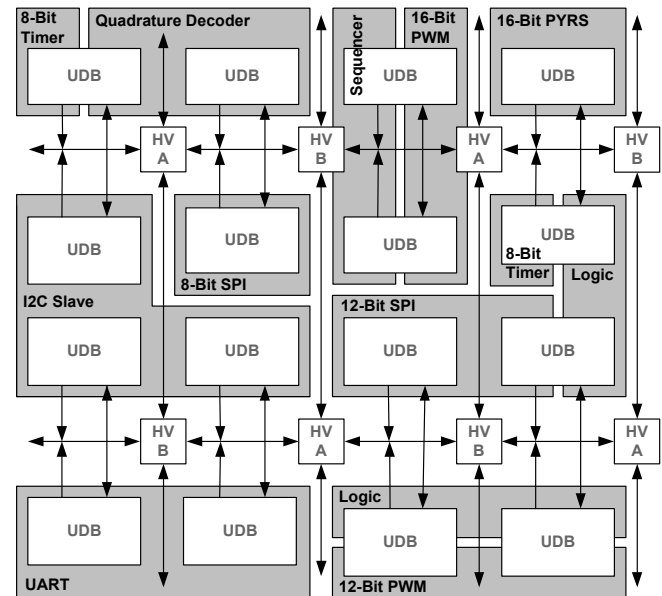 8-Bit
Timer
Quadrature Decoder
Sequencer
16-Bit
PWM
16-Bit PYRS
UDB
UDB
UDB
UDB
HV
A
HV
B
HV
A
HV
B
UDB
UDB
UDB
UDB
8-Bit SPI
8-Bit
Timer
Logic
I2C Slave
12-Bit SPI
UDB
UDB
UDB
UDB
HV
B
HV
A
HV
B
HV
A
Logic
UDB
UDB
UDB
UDB
UART
12-Bit PWM